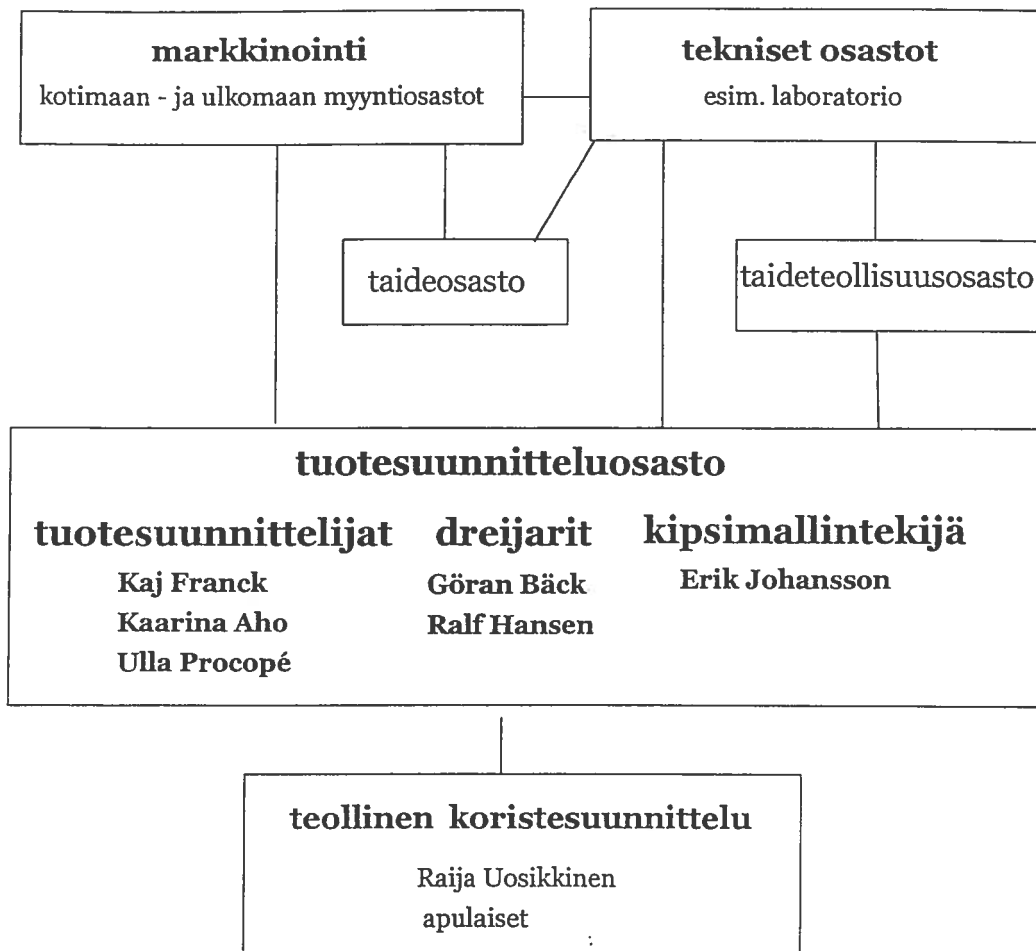 markkinointi
kotimaan - ja ulkomaan myyntiosastot
tekniset osastot
esim. laboratorio
taideosasto
taideteollisuusosasto
tuotesuunnitteluosasto
tuotesuunnittelijat
Kaj Franck
Kaarina Aho
Ulla Procopé
dreijarit
Göran Bäck
Ralf Hansen
kipsimallintekijä
Erik Johansson
teollinen koristesuunnittelu
Raija Uosikkinen
apulaiset